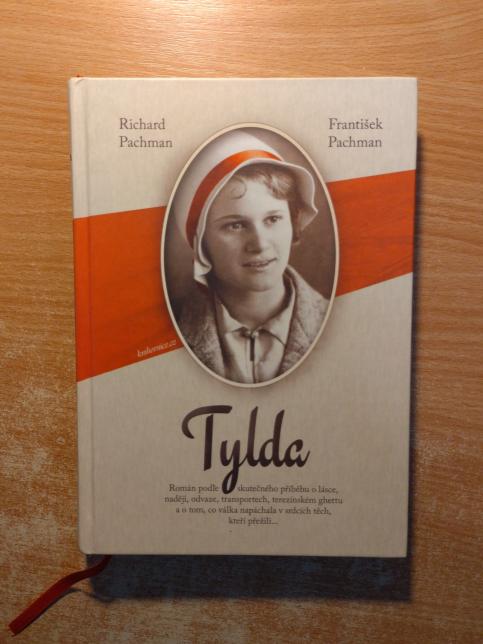 Richard
Pachman
František
Pachman
knihovnice.cz
Tylda
Román podle skutečného příběhu o lásce,
naději, odvaze, transportech, terezínském ghettu
a o tom, co válka napáchala v srdcích těch,
kteří přežili...